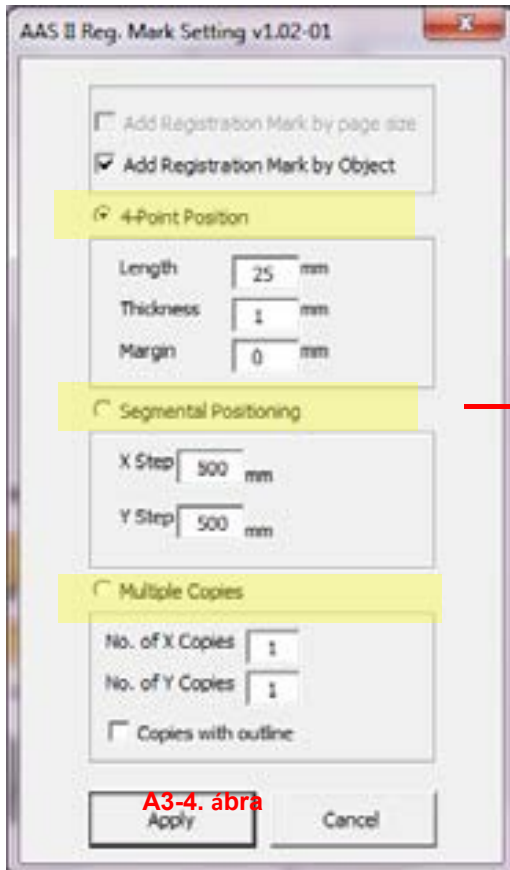 AAS II Reg. Mark Setting v1.02-01
Add Registration Mark by page size
Add Registration Mark by Object
4-Point Position
Length 25 mm
Thickness 1 mm
Margin 0 mm
Segmental Positioning
X Step 500 mm
Y Step 500 mm
Multiple Copies
No. of X Copies 1
No. of Y Copies 1
Copies with outline
A3-4. ábra
Apply Cancel